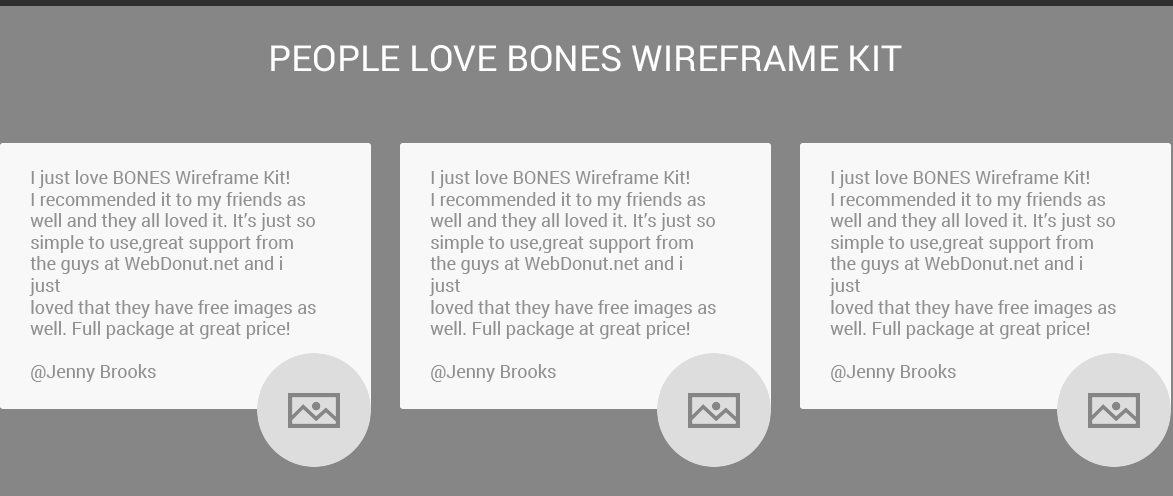 PEOPLE LOVE BONES WIREFRAME KIT
I just love BONES Wireframe Kit!
I recommended it to my friends as
well and they all loved it. It’s just so
simple to use,great support from
the guys at WebDonut.net and i
just
loved that they have free images as
well. Full package at great price!
@Jenny Brooks
I just love BONES Wireframe Kit!
I recommended it to my friends as
well and they all loved it. It’s just so
simple to use,great support from
the guys at WebDonut.net and i
just
loved that they have free images as
well. Full package at great price!
@Jenny Brooks
I just love BONES Wireframe Kit!
I recommended it to my friends as
well and they all loved it. It’s just so
simple to use,great support from
the guys at WebDonut.net and i
just
loved that they have free images as
well. Full package at great price!
@Jenny Brooks